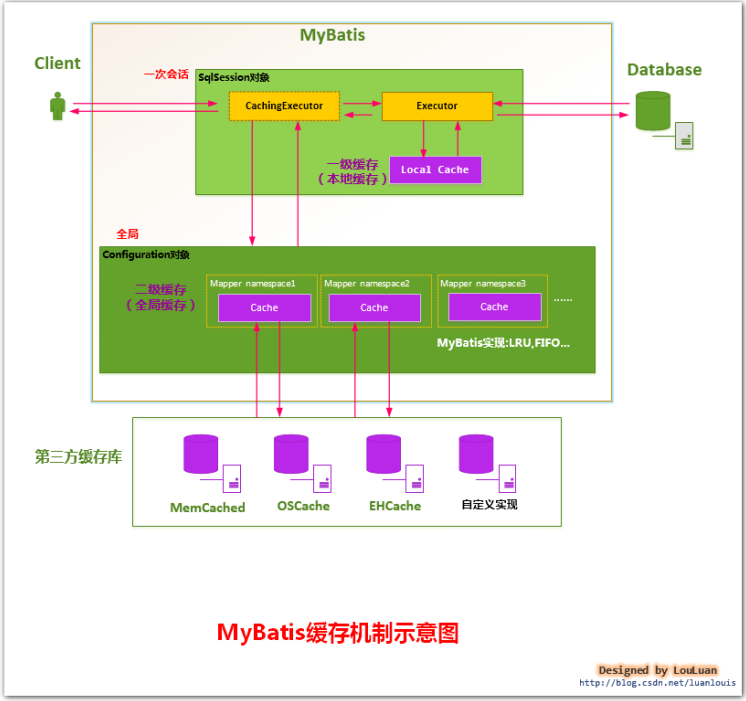 MyBatis
Client
一次会话
SqlSession对象
Database
CachingExecutor
Executor
一级缓存
（本地缓存）
Local Cache
全局
Configuration对象
二级缓存
（全局缓存）
Mapper namespace1
Mapper namespace2
Mapper namespace3
Cache
Cache
Cache
......
MyBatis实现:LRU,FIFO...
第三方缓存库
MemCached
OSCache
EHCache
自定义实现
MyBatis缓存机制示意图
Designed by LouLuan
http://blog.csdn.net/luanlouis